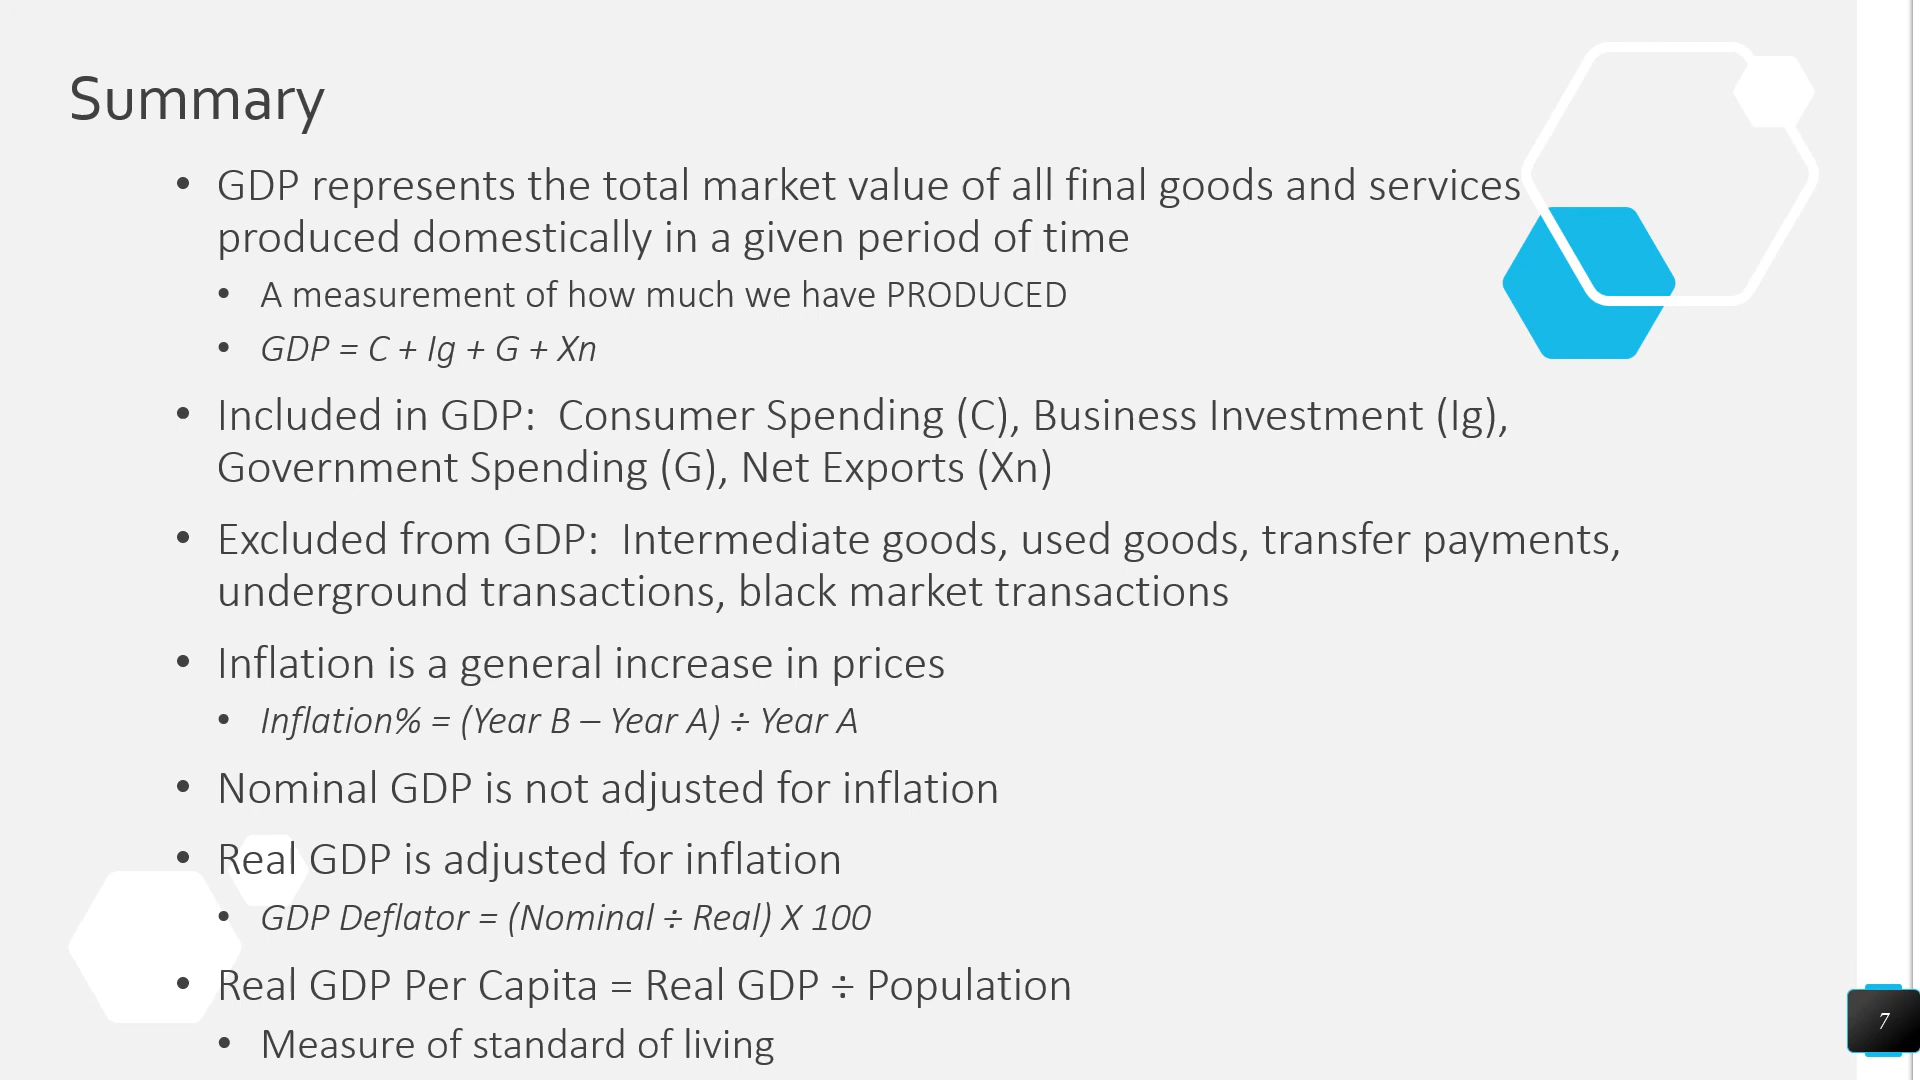 Summary
• GDP represents the total market value of all final goods and services
produced domestically in a given period of time
• A measurement of how much we have PRODUCED
• GDP = C + Ig + G + Xn
• Included in GDP:  Consumer Spending (C), Business Investment (Ig),
Government Spending (G), Net Exports (Xn)
• Excluded from GDP:  Intermediate goods, used goods, transfer payments,
underground transactions, black market transactions
• Inflation is a general increase in prices
• Inflation% = (Year B – Year A) ÷ Year A
• Nominal GDP is not adjusted for inflation
• Real GDP is adjusted for inflation
• GDP Deflator = (Nominal ÷ Real) X 100
• Real GDP Per Capita = Real GDP ÷ Population
• Measure of standard of living
7